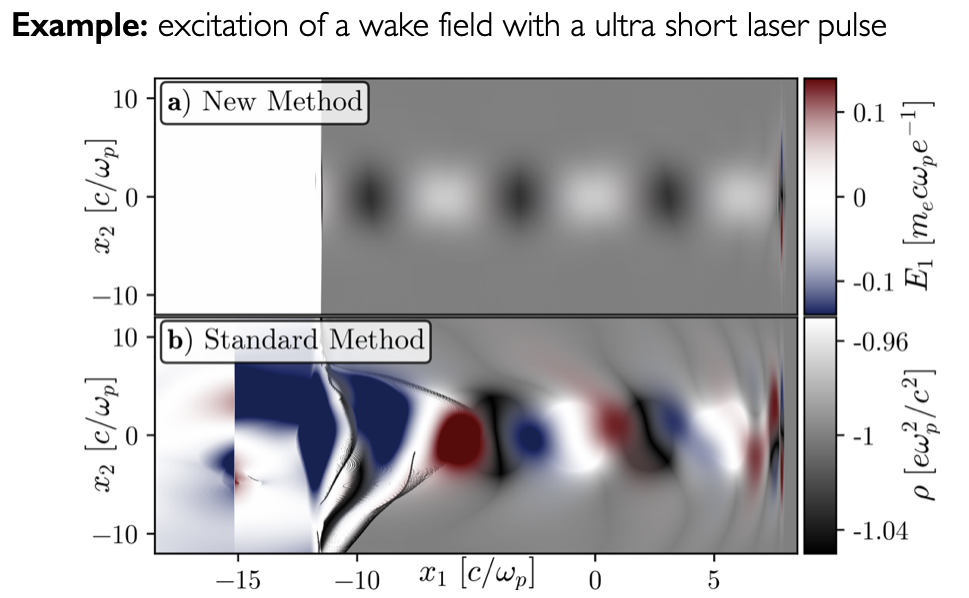 Example: excitation of a wake field with a ultra short laser pulse
a) New Method
10
0
−10
x₂ [c/ωₚ]
0.1
0
-0.1
E₁ [mₑcωₚe⁻¹]
b) Standard Method
10
0
−10
x₂ [c/ωₚ]
-0.96
-1
-1.04
ρ [eωₚ²/c²]
−15 −10 x₁ [c/ωₚ] 0 5